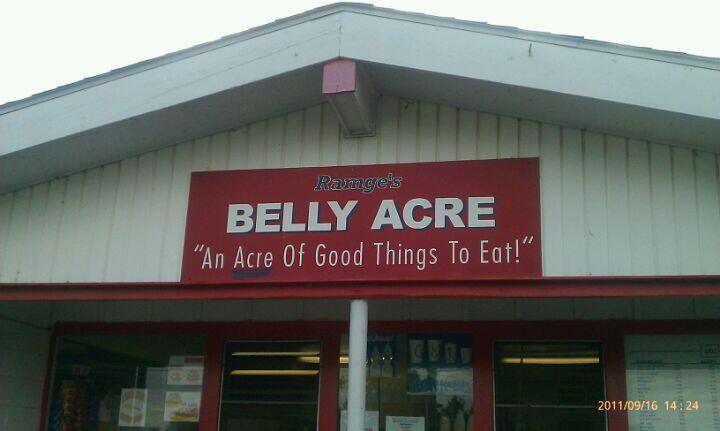 Ramge's
BELLY ACRE
"An Acre Of Good Things To Eat!"
2011/09/16 14:24